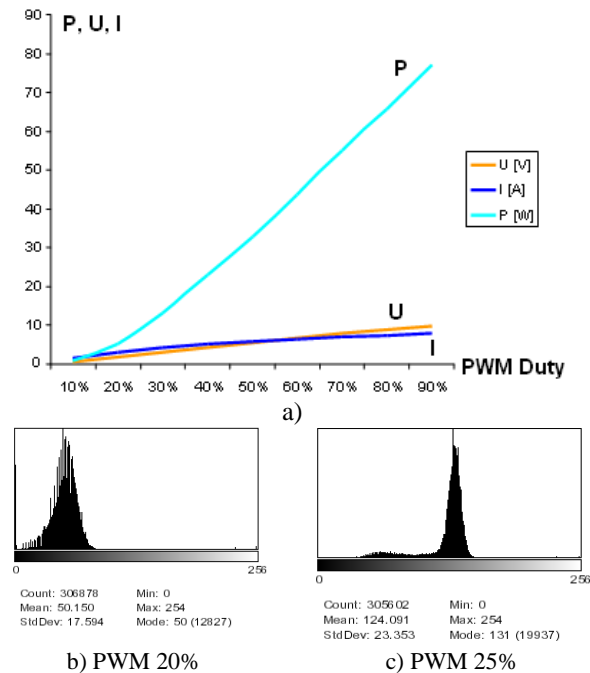 90
P, U, I
80
P
70
60
U [V]
50
I [A]
P [W]
40
30
20
U
10
I
0
PWM Duty
10% 20% 30% 40% 50% 60% 70% 80% 90%
a)
0 256
Count: 306878 Min: 0
Mean: 50.150 Max: 254
StdDev: 17.594 Mode: 50 (12827)
b) PWM 20%
0 256
Count: 305602 Min: 0
Mean: 124.091 Max: 254
StdDev: 23.353 Mode: 131 (19937)
c) PWM 25%